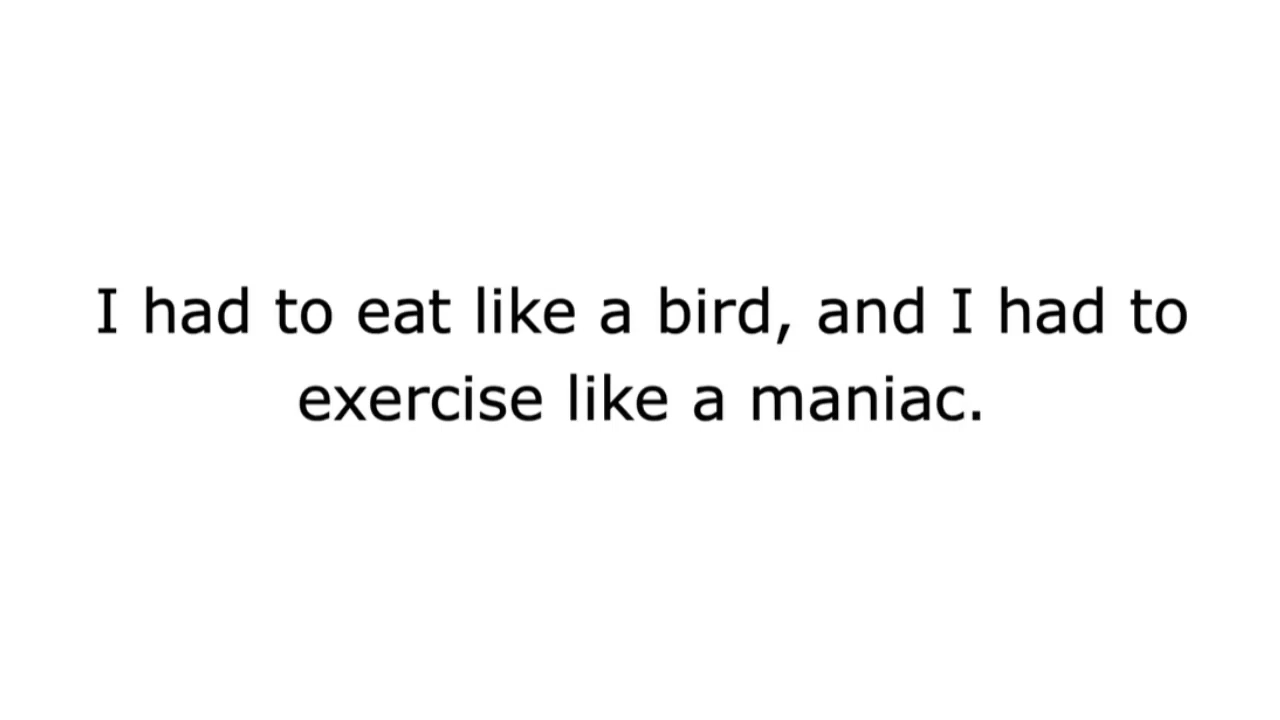 I had to eat like a bird, and I had to
exercise like a maniac.